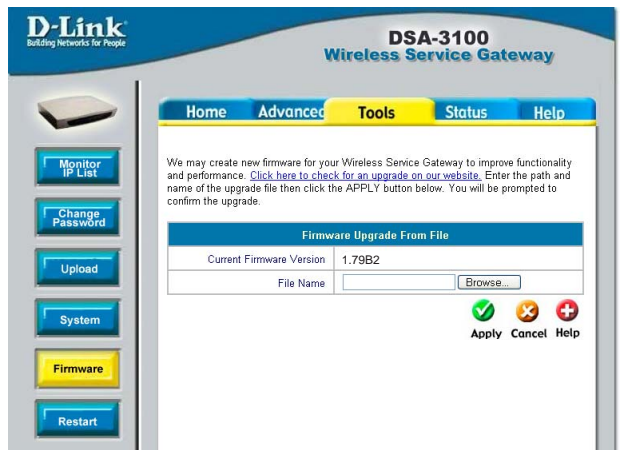 D-Link
Building Networks for People
DSA-3100
Wireless Service Gateway
Home
Advanced
Tools
Status
Help
Monitor
IP List
Change
Password
Upload
System
Firmware
Restart
We may create new firmware for your Wireless Service Gateway to improve functionality
and performance. Click here to check for an upgrade on our website. Enter the path and
name of the upgrade file then click the APPLY button below. You will be prompted to
confirm the upgrade.
Firmware Upgrade From File
Current Firmware Version 1.79B2
File Name Browse...
Apply Cancel Help